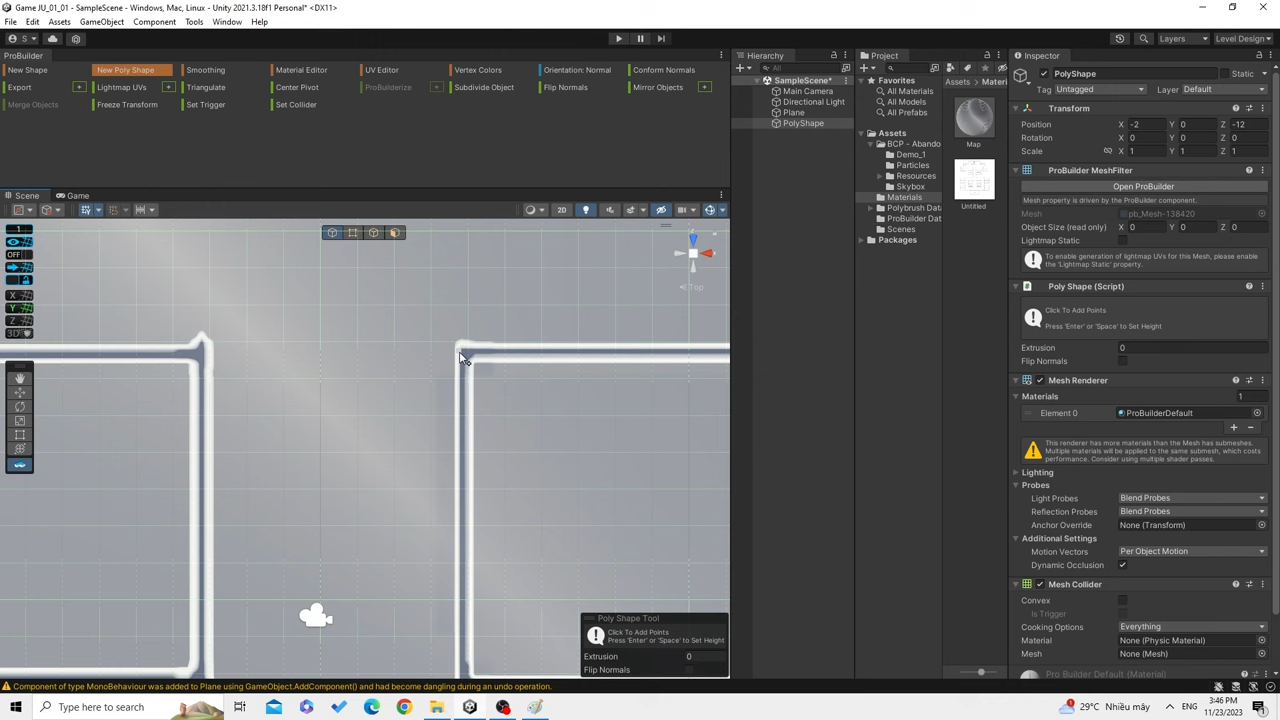 Game JU_01_01 - SampleScene - Windows, Mac, Linux - Unity 2021.3.18f1 Personal* <DX11>
File Edit Assets GameObject Component Tools Window Help
S
Layers
Level Design
ProBuilder
New Shape
New Poly Shape
Smoothing
Material Editor
UV Editor
Vertex Colors
Orientation: Normal
Conform Normals
Export
Lightmap UVs
Triangulate
Center Pivot
ProBuilderize
Subdivide Object
Flip Normals
Mirror Objects
Merge Objects
Freeze Transform
Set Trigger
Set Collider
Scene
Game
2D
1
OFF
X
Y
Z
3D
Top
Poly Shape Tool
Click To Add Points
Press 'Enter' or 'Space' to Set Height
Extrusion 0
Flip Normals
Hierarchy
All
SampleScene*
Main Camera
Directional Light
Plane
PolyShape
Project
Favorites
All Materials
All Models
All Prefabs
Assets
BCP - Abando
Demo_1
Particles
Resources
Skybox
Materials
Polybrush Dat
ProBuilder Dat
Scenes
Packages
Assets
Materi
Map
Untitled
Inspector
PolyShape
Static
Tag Untagged
Layer Default
Transform
Position X -2 Y 0 Z -12
Rotation X 0 Y 0 Z 0
Scale X 1 Y 1 Z 1
ProBuilder MeshFilter
Open ProBuilder
Mesh property is driven by the ProBuilder component.
Mesh pb_Mesh-138420
Object Size (read only) X 0 Y 0 Z 0
Lightmap Static
To enable generation of lightmap UVs for this Mesh, please enable
the 'Lightmap Static' property.
Poly Shape (Script)
Click To Add Points
Press 'Enter' or 'Space' to Set Height
Extrusion 0
Flip Normals
Mesh Renderer
Materials 1
Element 0 ProBuilderDefault
This renderer has more materials than the Mesh has submeshes.
Multiple materials will be applied to the same submesh, which costs
performance. Consider using multiple shader passes.
Lighting
Probes
Light Probes Blend Probes
Reflection Probes Blend Probes
Anchor Override None (Transform)
Additional Settings
Motion Vectors Per Object Motion
Dynamic Occlusion
Mesh Collider
Convex
Is Trigger
Cooking Options Everything
Material None (Physic Material)
Mesh None (Mesh)
Pro Builder Default (Material)
Component of type MonoBehaviour was added to Plane using GameObject.AddComponent() and had become dangling during an undo operation.
Type here to search
29°C Nhiều mây
ENG
3:46 PM
11/23/2023